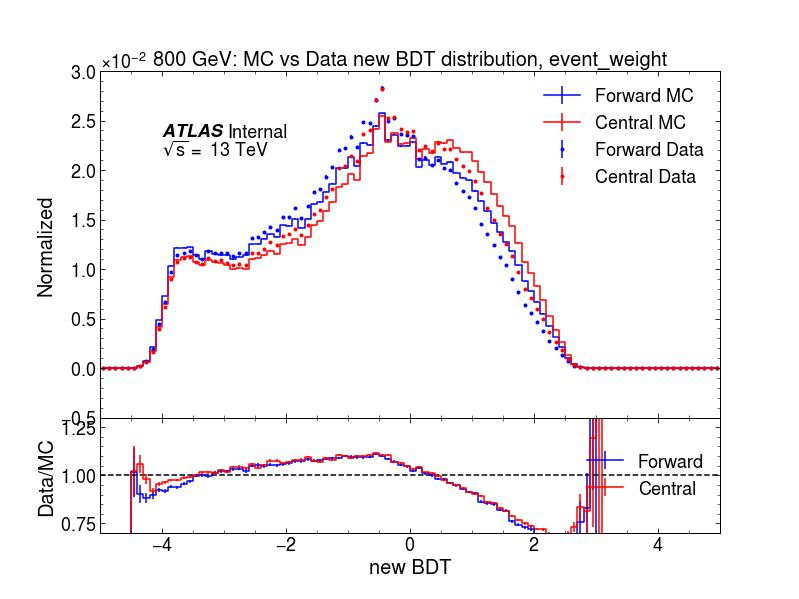 ×10⁻² 800 GeV: MC vs Data new BDT distribution, event_weight
3.0
2.5
2.0
1.5
1.0
0.5
0.0
−0.5
Normalized
ATLAS Internal
√s = 13 TeV
Forward MC
Central MC
Forward Data
Central Data
1.25
1.00
0.75
Data/MC
Forward
Central
−4
−2
0
2
4
new BDT